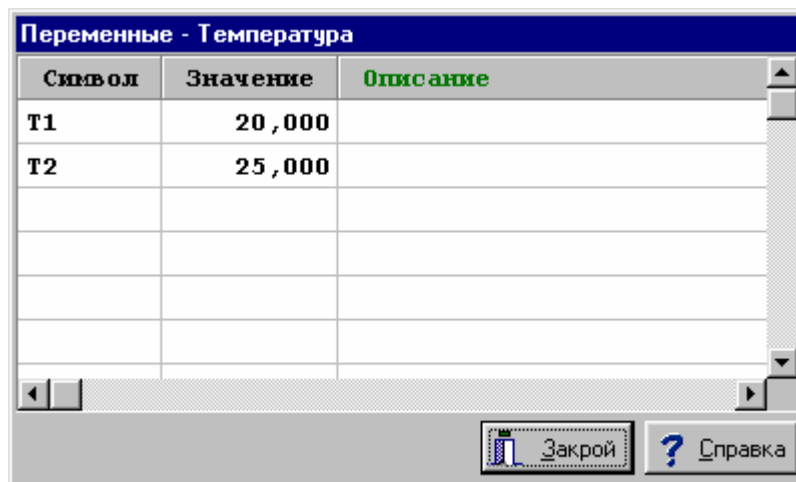 Переменные - Температура
Символ Значение Описание
T1 20,000
T2 25,000
Закрой ? Справка